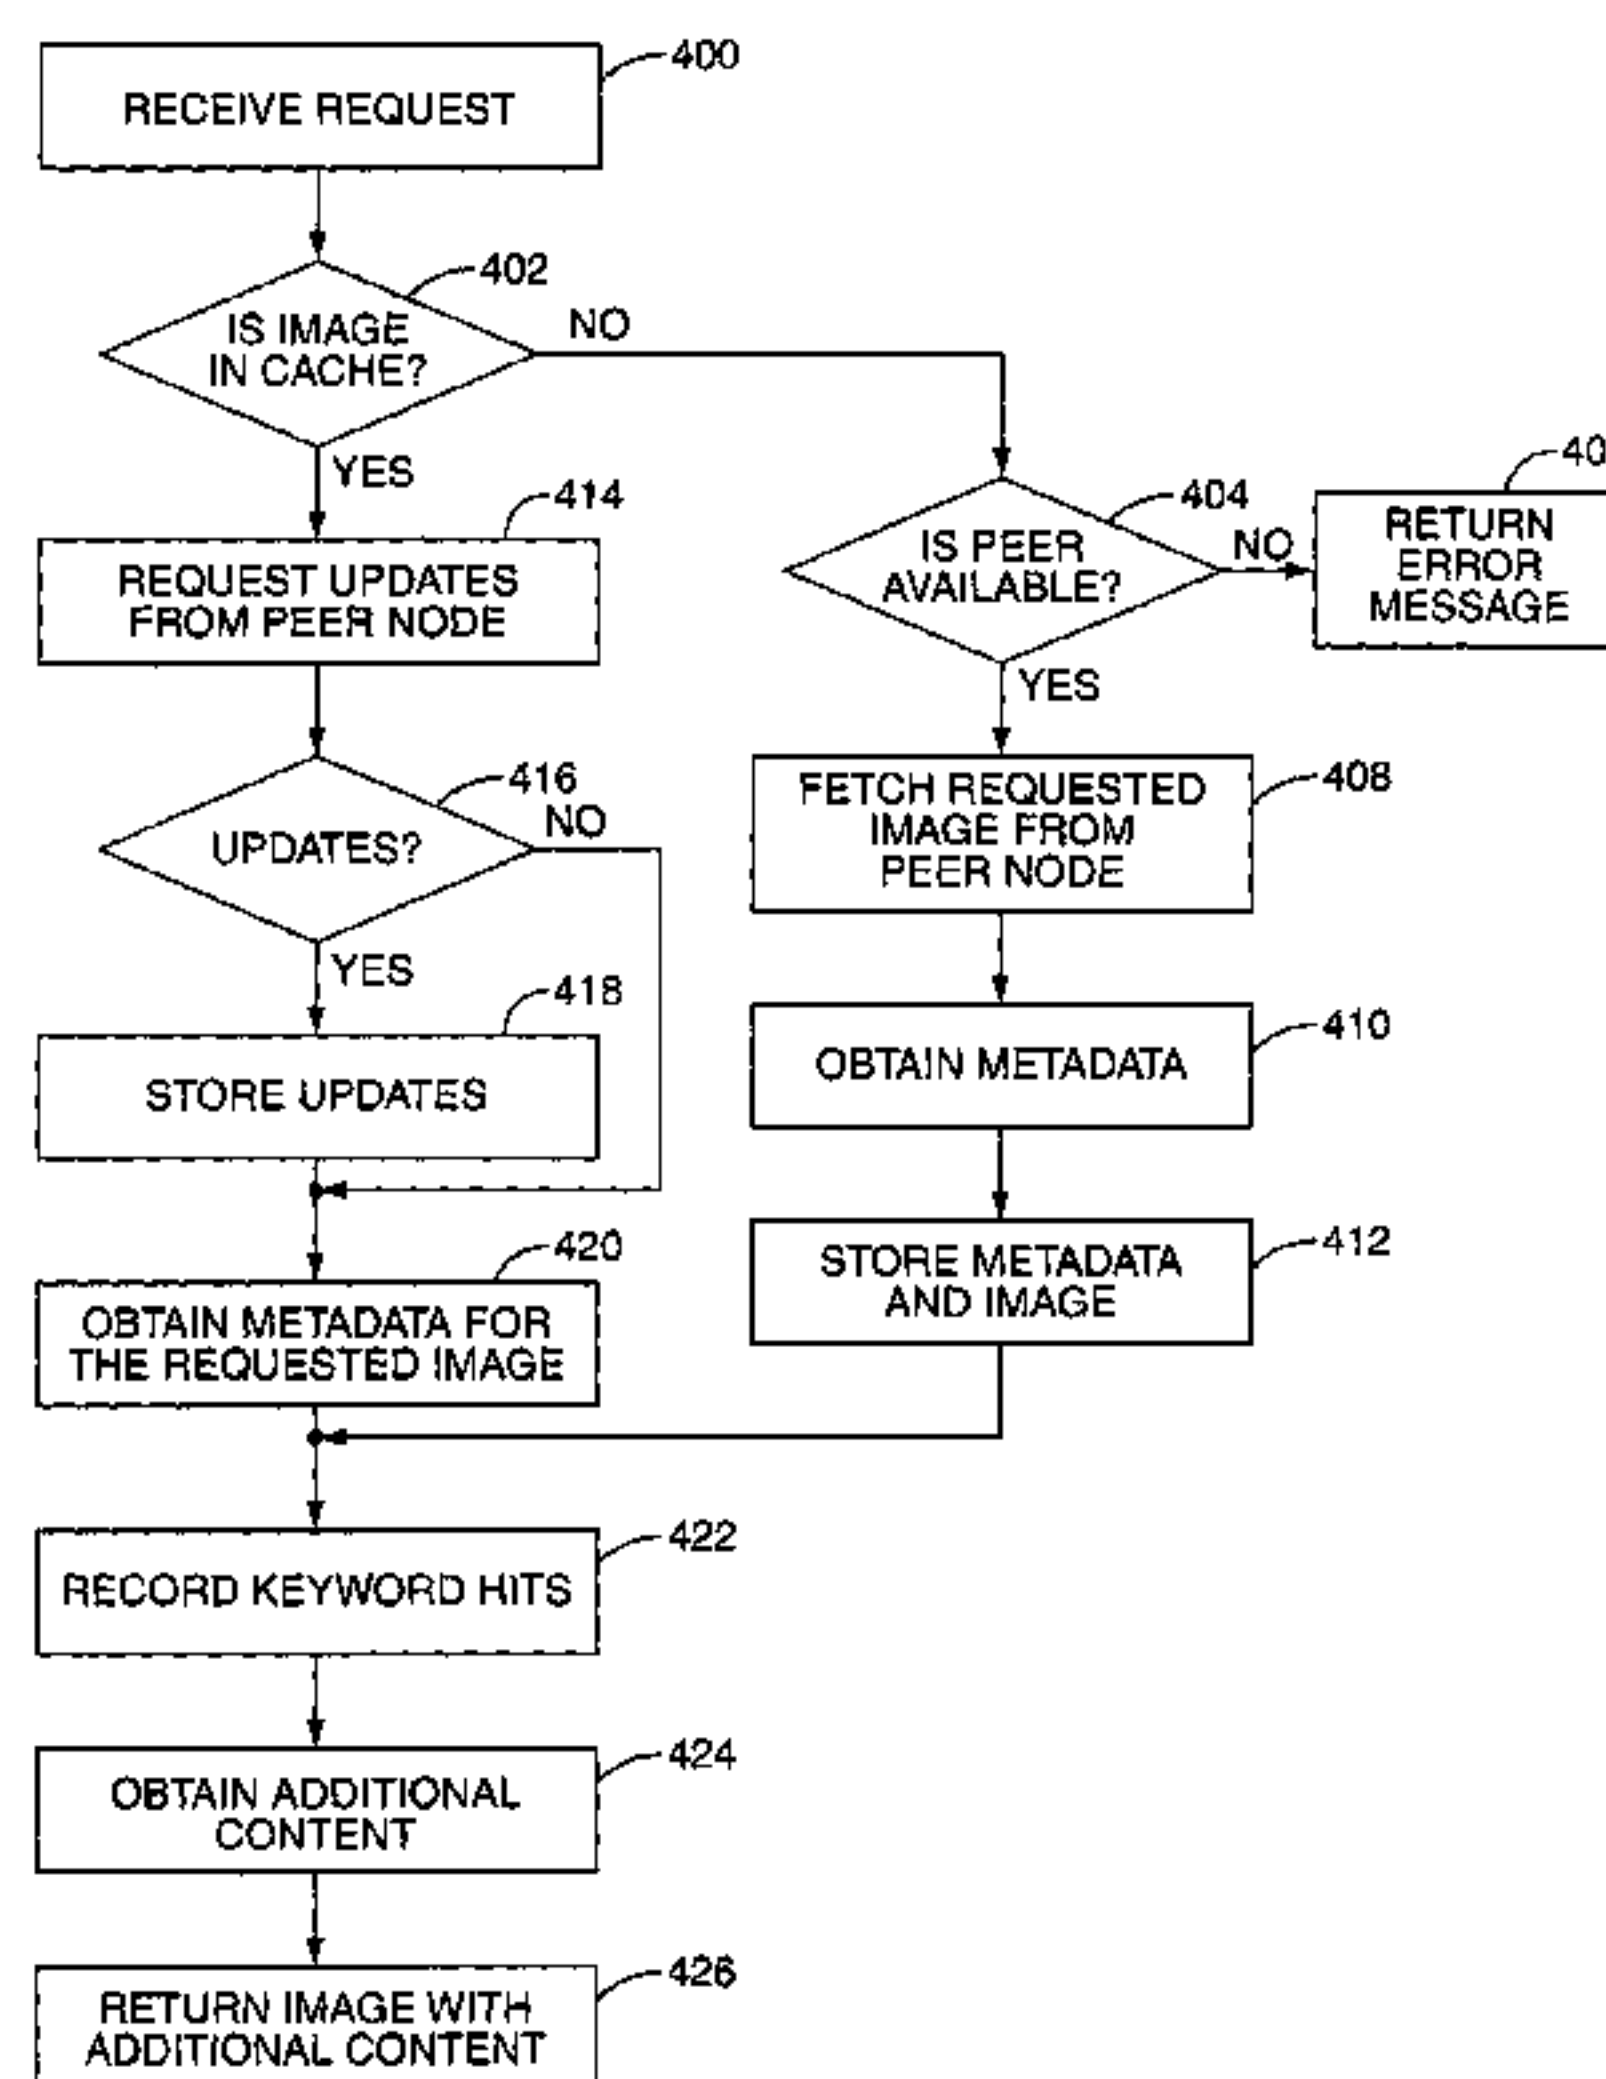 400
RECEIVE REQUEST
402
IS IMAGE
IN CACHE?
NO
YES
414
REQUEST UPDATES
FROM PEER NODE
404
IS PEER
AVAILABLE?
NO
40
RETURN
ERROR
MESSAGE
YES
416
UPDATES?
NO
YES
408
FETCH REQUESTED
IMAGE FROM
PEER NODE
418
STORE UPDATES
410
OBTAIN METADATA
420
OBTAIN METADATA FOR
THE REQUESTED IMAGE
412
STORE METADATA
AND IMAGE
422
RECORD KEYWORD HITS
424
OBTAIN ADDITIONAL
CONTENT
426
RETURN IMAGE WITH
ADDITIONAL CONTENT